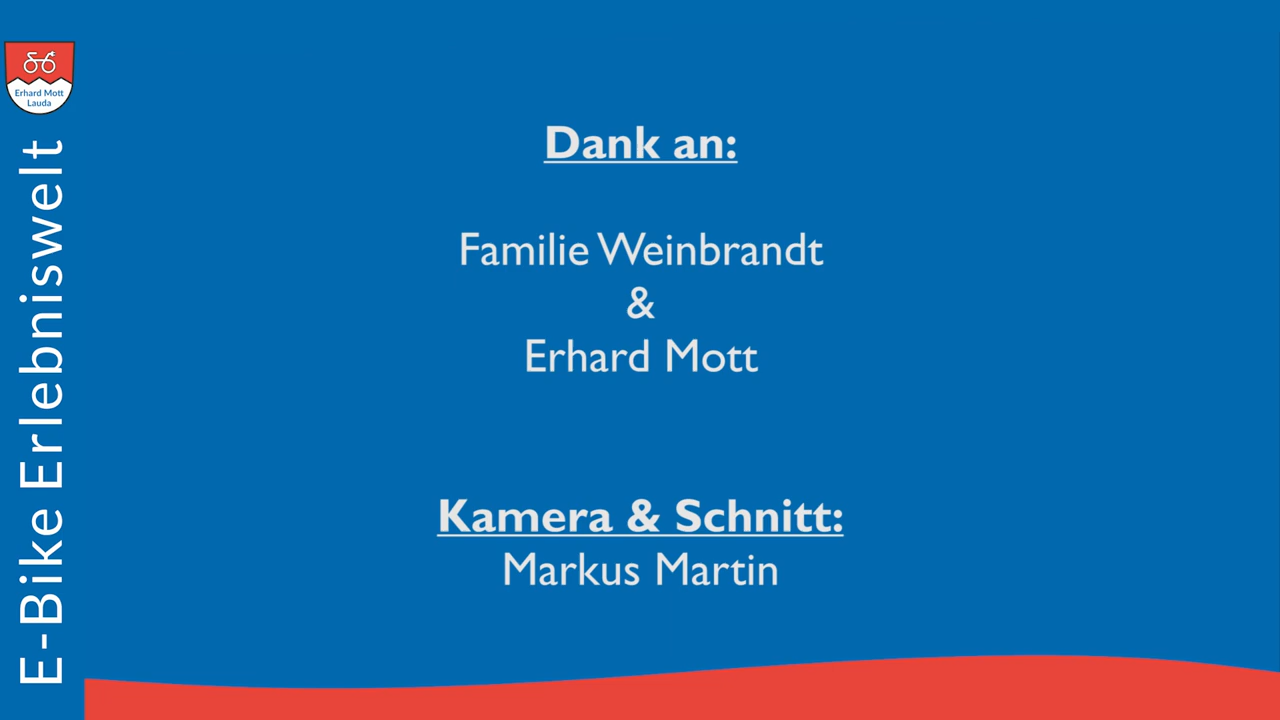 Erhard Mott
Lauda
E-Bike Erlebniswelt
Dank an:
Familie Weinbrandt
&
Erhard Mott
Kamera & Schnitt:
Markus Martin